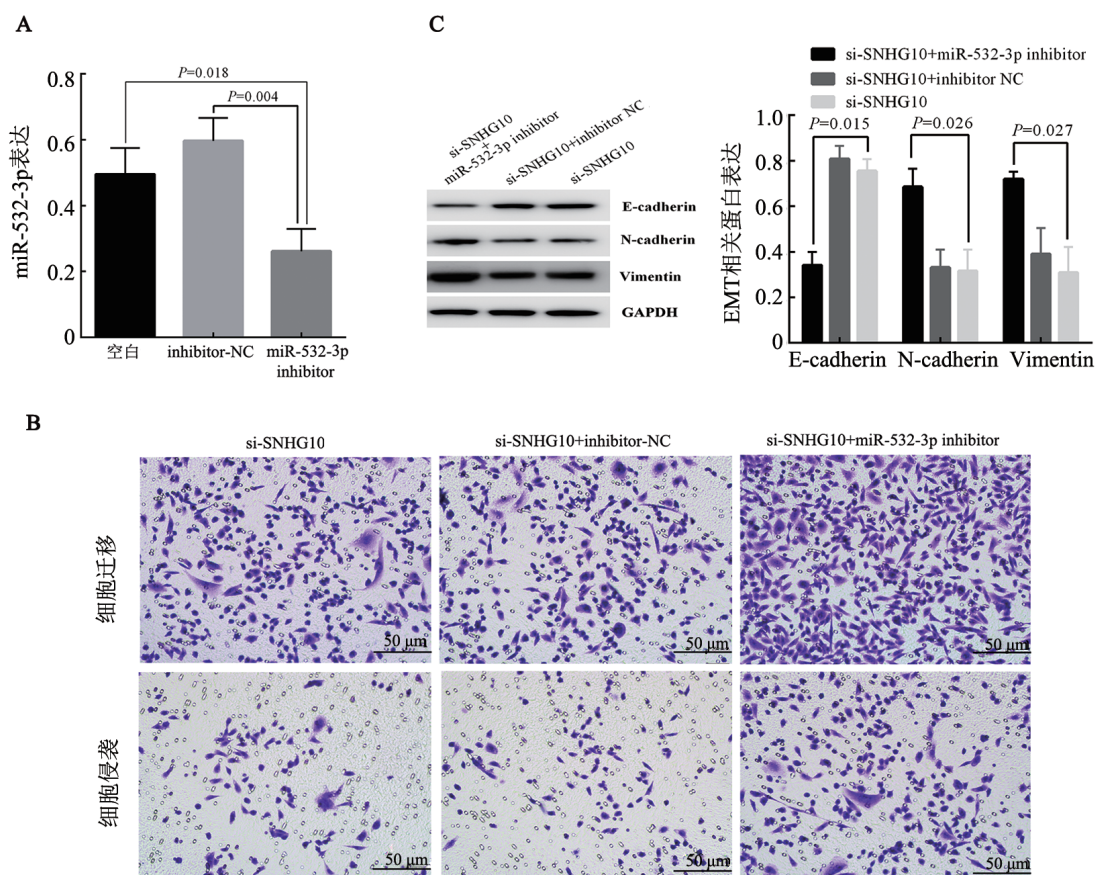 A
0.8
0.6
0.4
0.2
0
miR-532-3p表达
P=0.018
P=0.004
空白
inhibitor-NC
miR-532-3p
inhibitor
C
si-SNHG10
+
miR-532-3p inhibitor
si-SNHG10+inhibitor NC
si-SNHG10
E-cadherin
N-cadherin
Vimentin
GAPDH
si-SNHG10+miR-532-3p inhibitor
si-SNHG10+inhibitor NC
si-SNHG10
EMT相关蛋白表达
1.0
0.8
0.6
0.4
0.2
0
P=0.015
P=0.026
P=0.027
E-cadherin
N-cadherin
Vimentin
B
si-SNHG10
si-SNHG10+inhibitor-NC
si-SNHG10+miR-532-3p inhibitor
细胞迁移
50 μm
50 μm
50 μm
细胞侵袭
50 μm
50 μm
50 μm